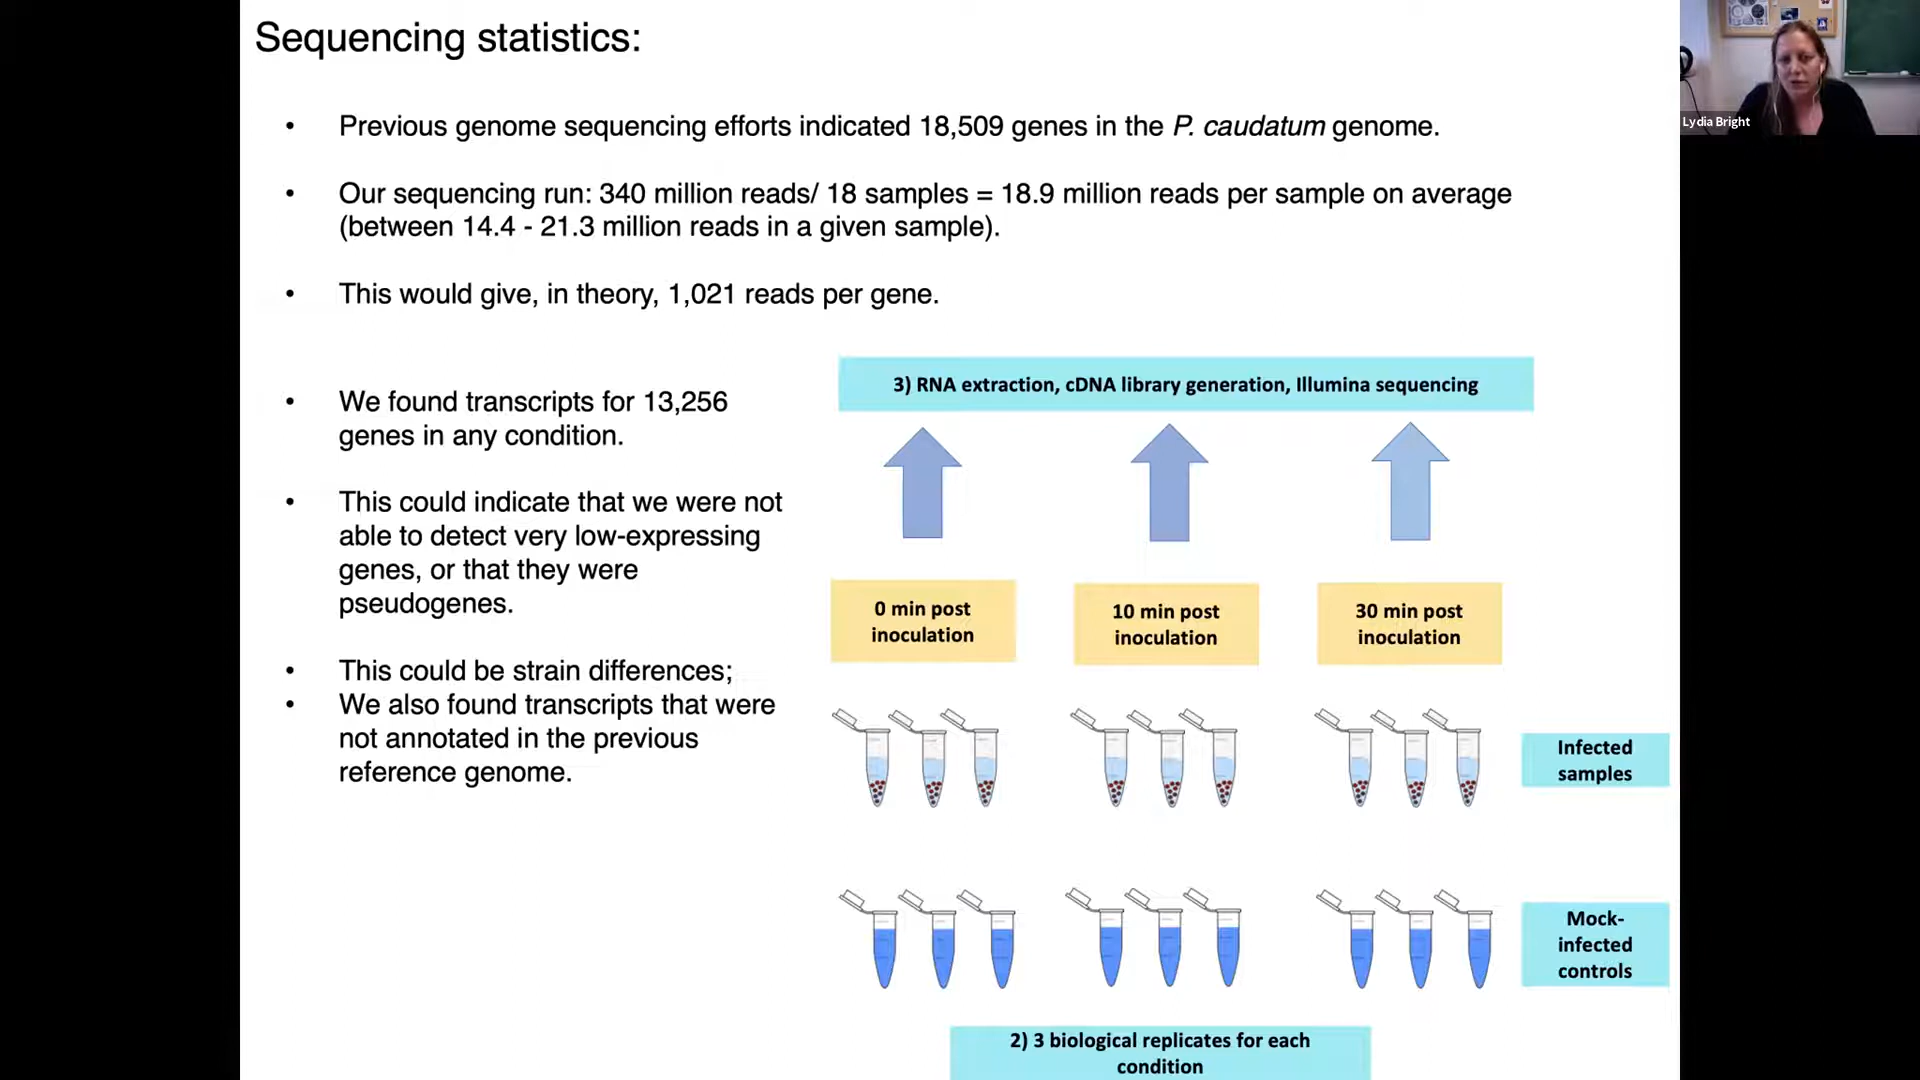 Sequencing statistics:
Lydia Bright
• Previous genome sequencing efforts indicated 18,509 genes in the P. caudatum genome.
• Our sequencing run: 340 million reads/ 18 samples = 18.9 million reads per sample on average
(between 14.4 - 21.3 million reads in a given sample).
• This would give, in theory, 1,021 reads per gene.
• We found transcripts for 13,256
genes in any condition.
• This could indicate that we were not
able to detect very low-expressing
genes, or that they were
pseudogenes.
• This could be strain differences;
• We also found transcripts that were
not annotated in the previous
reference genome.
3) RNA extraction, cDNA library generation, Illumina sequencing
0 min post
inoculation
10 min post
inoculation
30 min post
inoculation
Infected
samples
Mock-
infected
controls
2) 3 biological replicates for each
condition